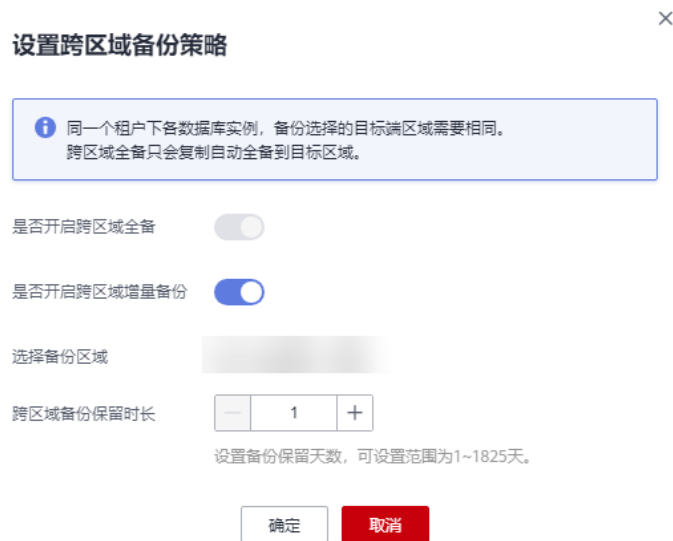 设置跨区域备份策略
同一个租户下各数据库实例，备份选择的目标端区域需要相同。
跨区域全备只会复制自动全备到目标区域。
是否开启跨区域全备
是否开启跨区域增量备份
选择备份区域
跨区域备份保留时长
1
设置备份保留天数，可设置范围为1~1825天。
确定 取消